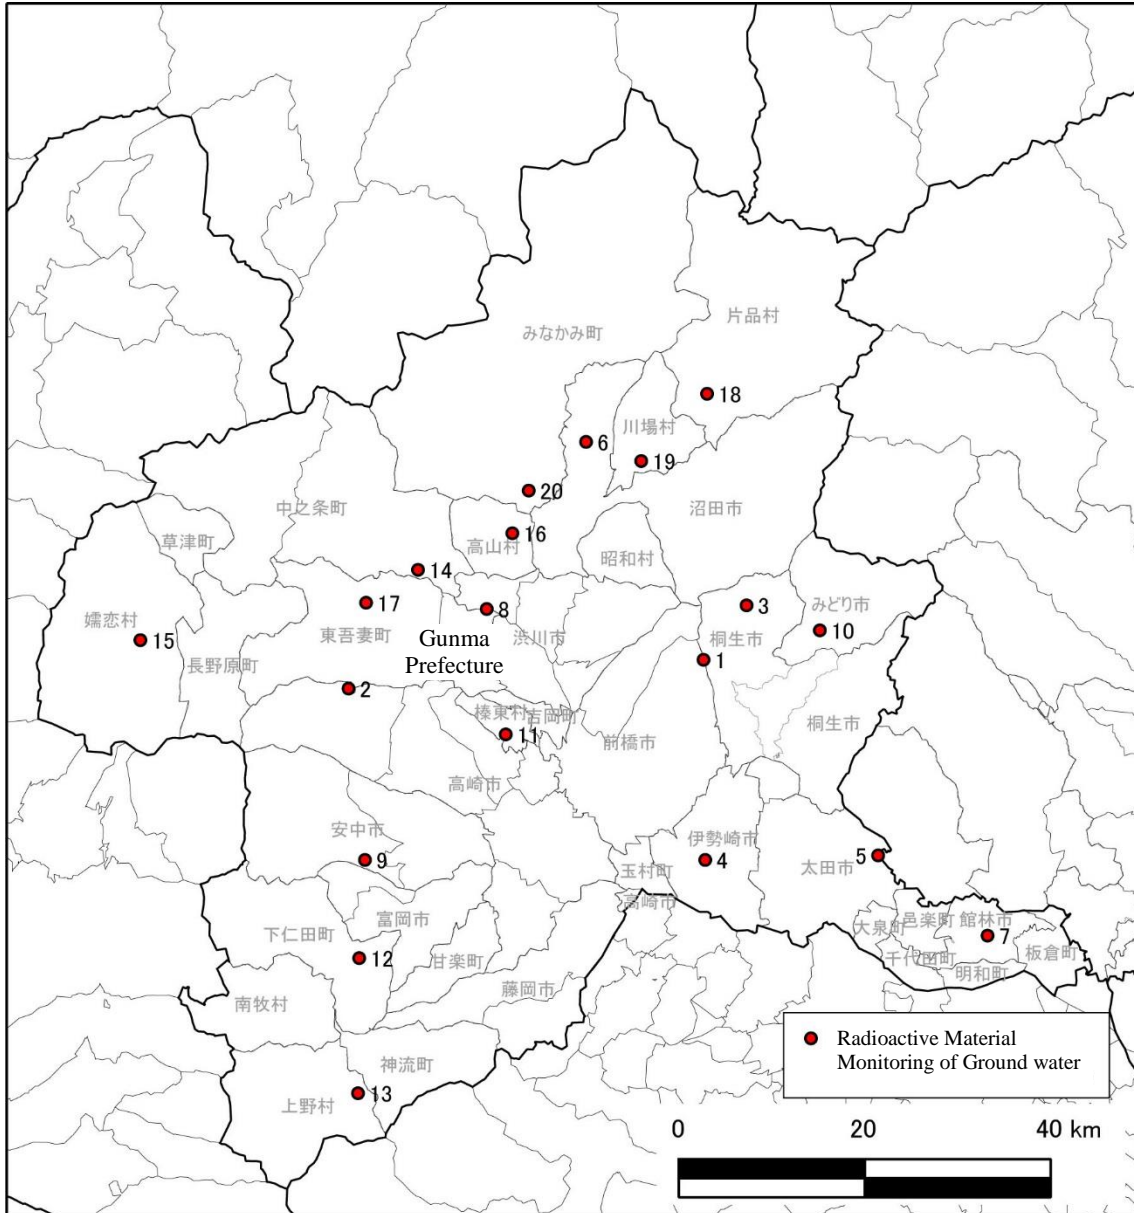 片品村
みなかみ町
18
川場村
6
19
20
中之条町
沼田市
16
草津町
高山村
昭和村
14
17
8
3
みどり市
嬬恋村
15
東吾妻町
Gunma
Prefecture
渋川市
桐生市
10
長野原町
1
2
榛東村
吉岡町
桐生市
11
前橋市
高崎市
安中市
伊勢崎市
9
玉村町
4
太田市
5
高崎市
富岡市
大泉町
邑楽町
館林市
下仁田町
7
12
甘楽町
千代田町
板倉町
明和町
南牧村
藤岡市
Radioactive Material
Monitoring of Ground water
神流町
13
上野村
0 20 40 km